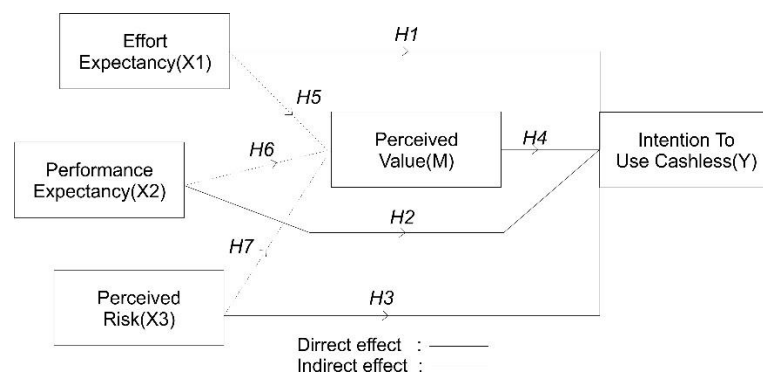 Effort
Expectancy(X1)
H1
H5
Perceived
Value(M)
H4
Intention To
Use Cashless(Y)
H6
Performance
Expectancy(X2)
H2
H7
Perceived
Risk(X3)
H3
Dirrect effect :
Indirect effect :